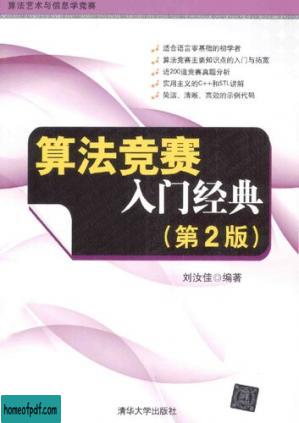 算法艺术与信息学竞赛
适合语言零基础的初学者
算法竞赛主要知识点的入门与拓宽
近200道竞赛真题分析
实用主义的C++和STL讲解
简洁、清晰、高效的示例代码
算法竞赛
入门经典
(第2版)
刘汝佳◎编著
homeofpdf.com
清华大学出版社